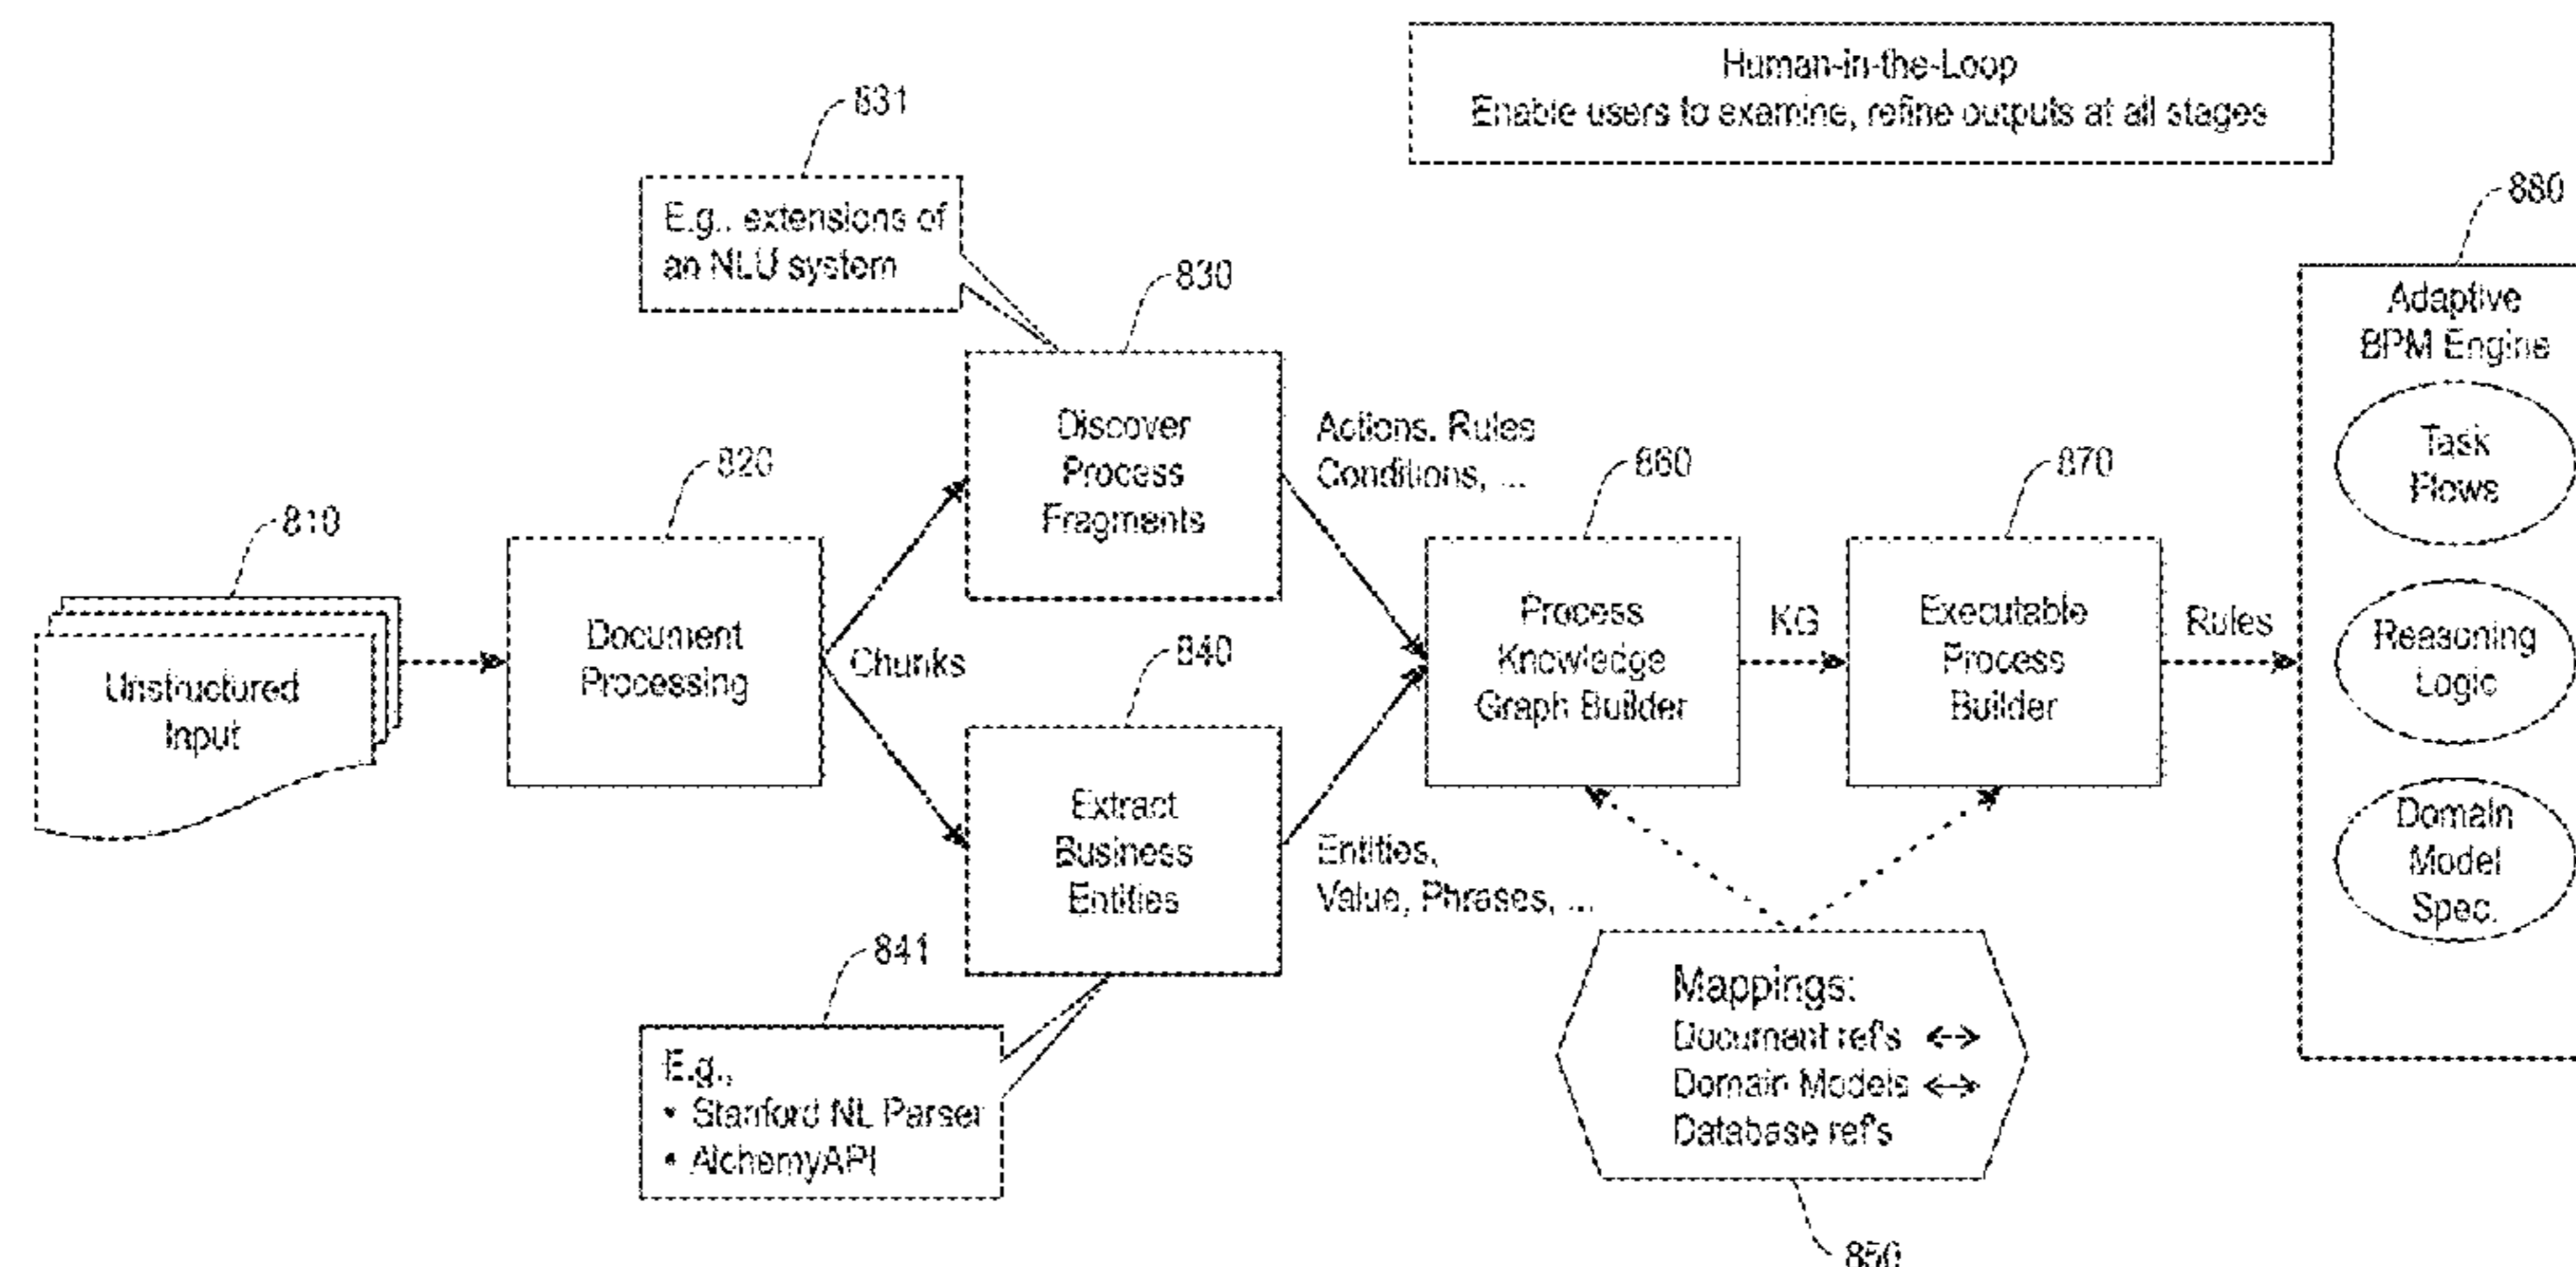 Human-in-the-Loop
Enable users to examine, refine outputs at all stages
831
E.g., extensions of
an NLU system
830
Discover
Process
Fragments
Actions, Rules
Conditions, ...
880
Adaptive
BPM Engine
Task
Flows
Reasoning
Logic
Domain
Model
Spec.
810
Unstructured
Input
820
Document
Processing
Chunks
840
Extract
Business
Entities
Entities,
Value, Phrases, ...
841
E.g.,
• Stanford NL Parser
• AlchemyAPI
860
Process
Knowledge
Graph Builder
KG
870
Executable
Process
Builder
Rules
Mappings:
Document ref's <->
Domain Models <->
Database ref's
850